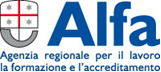 Alfa
Agenzia regionale per il lavoro
la formazione e l'accreditamento